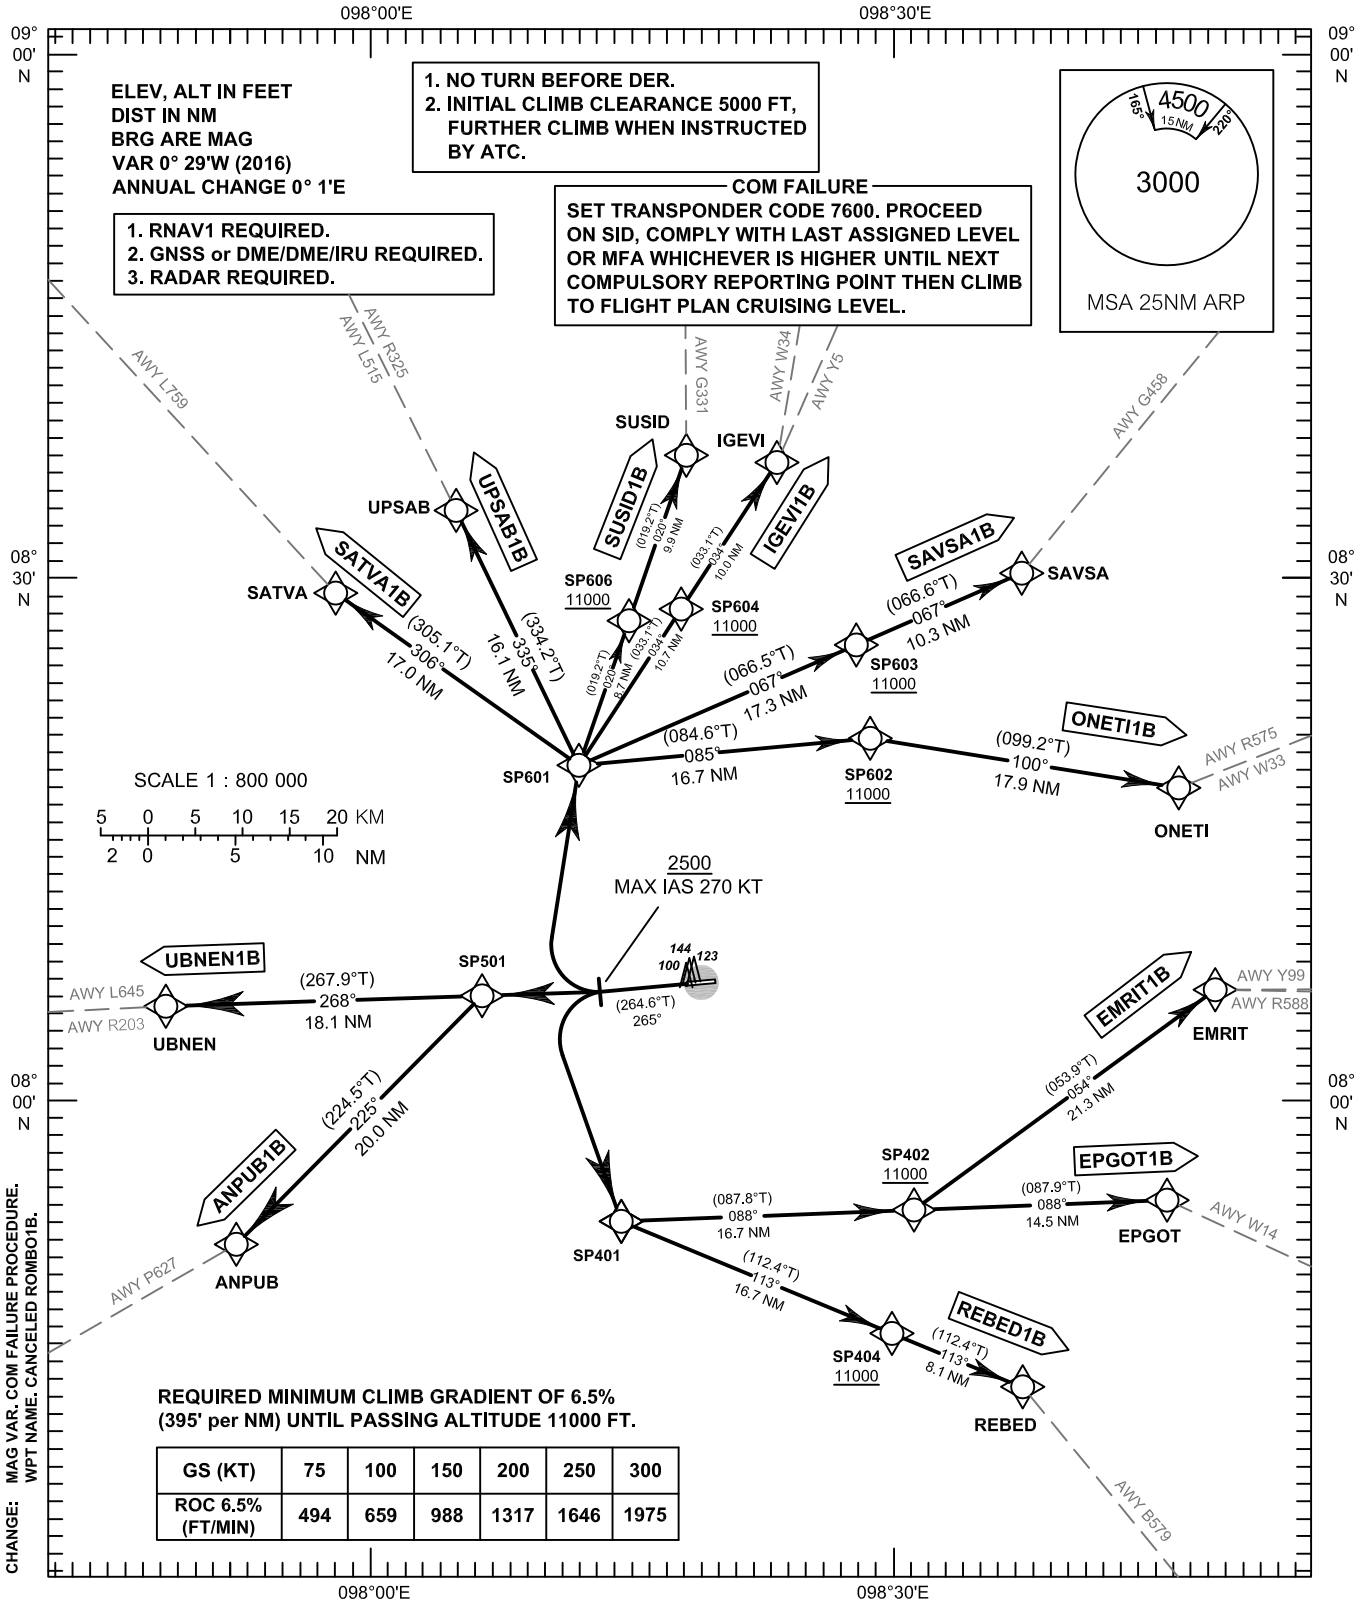 098°00'E
098°30'E
09°
00'
N
09°
00'
N
ELEV, ALT IN FEET
DIST IN NM
BRG ARE MAG
VAR 0° 29'W (2016)
ANNUAL CHANGE 0° 1'E
1. NO TURN BEFORE DER.
2. INITIAL CLIMB CLEARANCE 5000 FT,
FURTHER CLIMB WHEN INSTRUCTED
BY ATC.
165°
4500
15NM
220°
3000
MSA 25NM ARP
1. RNAV1 REQUIRED.
2. GNSS or DME/DME/IRU REQUIRED.
3. RADAR REQUIRED.
COM FAILURE
SET TRANSPONDER CODE 7600. PROCEED
ON SID, COMPLY WITH LAST ASSIGNED LEVEL
OR MFA WHICHEVER IS HIGHER UNTIL NEXT
COMPULSORY REPORTING POINT THEN CLIMB
TO FLIGHT PLAN CRUISING LEVEL.
AWY L759
AWY R325
AWY L515
AWY G331
AWY W34
AWY Y5
AWY G458
SUSID
IGEVI
UPSAB
SATVA
SAVSA
SATVA1B
UPSAB1B
SUSID1B
IGEVI1B
SAVSA1B
08°
30'
N
08°
30'
N
(305.1°T)
306°
17.0 NM
(334.2°T)
335°
16.1 NM
(019.2°T)
020°
9.9 NM
(033.1°T)
034°
10.0 NM
SP606
11000
SP604
11000
(019.2°T)
020°
8.7 NM
(033.1°T)
034°
10.7 NM
(066.6°T)
067°
10.3 NM
(066.5°T)
067°
17.3 NM
SP603
11000
(084.6°T)
085°
16.7 NM
SP601
SP602
11000
(099.2°T)
100°
17.9 NM
ONETI1B
AWY R575
AWY W33
ONETI
SCALE 1 : 800 000
5 0 5 10 15 20 KM
2 0 5 10 NM
2500
MAX IAS 270 KT
144
100
123
(264.6°T)
265°
UBNEN1B
SP501
AWY L645
AWY R203
(267.9°T)
268°
18.1 NM
UBNEN
EMRIT1B
AWY Y99
AWY R588
EMRIT
08°
00'
N
08°
00'
N
(224.5°T)
225°
20.0 NM
ANPUB1B
ANPUB
AWY P627
(053.9°T)
054°
21.3 NM
SP402
11000
EPGOT1B
(087.8°T)
088°
16.7 NM
(087.9°T)
088°
14.5 NM
EPGOT
AWY W14
SP401
(112.4°T)
113°
16.7 NM
SP404
11000
REBED1B
(112.4°T)
113°
8.1 NM
REBED
AWY B579
REQUIRED MINIMUM CLIMB GRADIENT OF 6.5%
(395' per NM) UNTIL PASSING ALTITUDE 11000 FT.
GS (KT) 75 100 150 200 250 300
ROC 6.5%
(FT/MIN) 494 659 988 1317 1646 1975
CHANGE: MAG VAR. COM FAILURE PROCEDURE.
WPT NAME. CANCELED ROMBO1B.
098°00'E
098°30'E